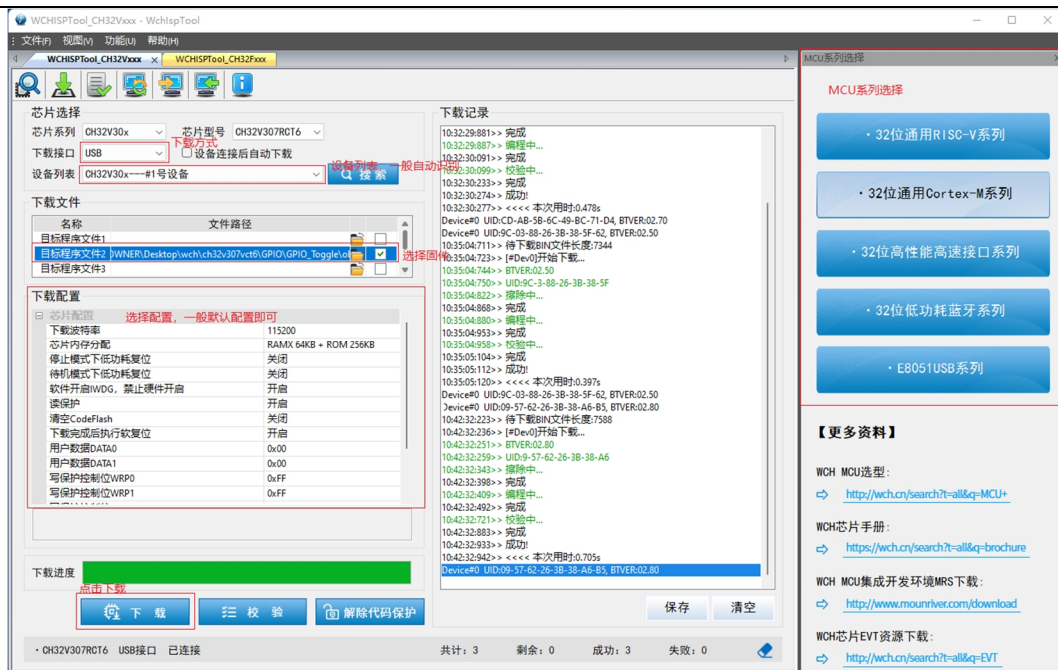 WCHISPTool_CH32Vxxx - WchIspTool
文件(F) 视图(V) 功能(U) 帮助(H)
WCHISPTool_CH32Vxxx WCHISPTool_CH32Fxxx
芯片选择
芯片系列 CH32V30x 芯片型号 CH32V307RCT6
下载方式
下载接口 USB 设备连接后自动下载
设备列表,一般自动识别
设备列表 CH32V30x---#1号设备 搜索
下载文件
名称 文件路径
目标程序文件1
目标程序文件2 OWNER\Desktop\wch\ch32v307vct6\GPIO\GPIO_Toggle\ob 选择固件
目标程序文件3
下载配置
芯片配置 选择配置,一般默认配置即可
下载波特率 115200
芯片内存分配 RAMX 64KB + ROM 256KB
停止模式下低功耗复位 关闭
待机模式下低功耗复位 关闭
软件开启IWDG,禁止硬件开启 开启
读保护 开启
清空CodeFlash 关闭
下载完成后执行软复位 开启
用户数据DATA0 0x00
用户数据DATA1 0x00
写保护控制位WRP0 0xFF
写保护控制位WRP1 0xFF
下载进度
点击下载
下 载 校 验 解除代码保护
下载记录
10:32:29:881>> 完成
10:32:29:887>> 编程中...
10:32:30:091>> 完成
10:32:30:099>> 校验中...
10:32:30:233>> 完成
10:32:30:274>> 成功!
10:32:30:277>> <<<< 本次用时:0.478s
Device#0 UID:CD-AB-5B-6C-49-BC-71-D4, BTVER:02.70
Device#0 UID:9C-03-88-26-3B-38-5F-62, BTVER:02.50
10:35:04:711>> 待下载BIN文件长度:7344
10:35:04:723>> [#Dev0]开始下载...
10:35:04:744>> BTVER:02.50
10:35:04:750>> UID:9C-3-88-26-3B-38-5F
10:35:04:822>> 擦除中...
10:35:04:868>> 完成
10:35:04:880>> 编程中...
10:35:04:953>> 完成
10:35:04:958>> 校验中...
10:35:05:104>> 完成
10:35:05:112>> 成功!
10:35:05:120>> <<<< 本次用时:0.397s
Device#0 UID:9C-03-88-26-3B-38-5F-62, BTVER:02.50
Device#0 UID:09-57-62-26-3B-38-A6-B5, BTVER:02.80
10:42:32:223>> 待下载BIN文件长度:7588
10:42:32:236>> [#Dev0]开始下载...
10:42:32:251>> BTVER:02.80
10:42:32:259>> UID:9-57-62-26-3B-38-A6
10:42:32:343>> 擦除中...
10:42:32:398>> 完成
10:42:32:409>> 编程中...
10:42:32:492>> 完成
10:42:32:721>> 校验中...
10:42:32:883>> 完成
10:42:32:933>> 成功!
10:42:32:942>> <<<< 本次用时:0.705s
Device#0 UID:09-57-62-26-3B-38-A6-B5, BTVER:02.80
保存 清空
·CH32V307RCT6 USB接口 已连接 共计:3 剩余:0 成功:3 失败:0
MCU系列选择
MCU系列选择
·32位通用RISC-V系列
·32位通用Cortex-M系列
·32位高性能高速接口系列
·32位低功耗蓝牙系列
·E8051USB系列
【更多资料】
WCH MCU选型:
http://wch.cn/search?t=all&q=MCU+
WCH芯片手册:
https://wch.cn/search?t=all&q=brochure
WCH MCU集成开发环境MRS下载:
http://www.mounriver.com/download
WCH芯片EVT资源下载:
http://wch.cn/search?t=all&q=EVT